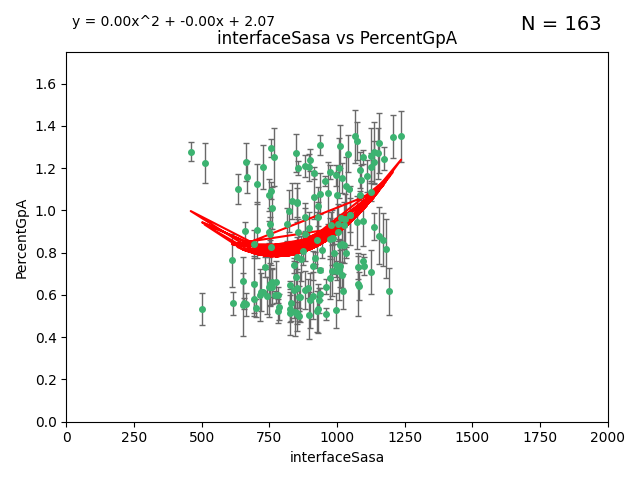 y = 0.00x^2 + -0.00x + 2.07
N = 163
interfaceSasa vs PercentGpA
PercentGpA
1.6
1.4
1.2
1.0
0.8
0.6
0.4
0.2
0.0
0 250 500 750 1000 1250 1500 1750 2000
interfaceSasa